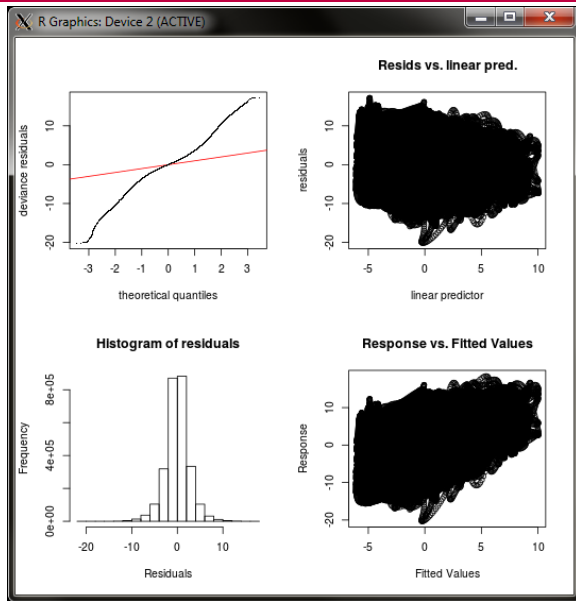 R Graphics: Device 2 (ACTIVE)
deviance residuals
-20
-10
0
10
-3
-2
-1
0
1
2
3
theoretical quantiles
Resids vs. linear pred.
residuals
-20
-10
0
10
-5
0
5
10
linear predictor
Histogram of residuals
Frequency
0e+00
4e+05
8e+05
-20
-10
0
10
Residuals
Response vs. Fitted Values
Response
-20
-10
0
10
-5
0
5
10
Fitted Values